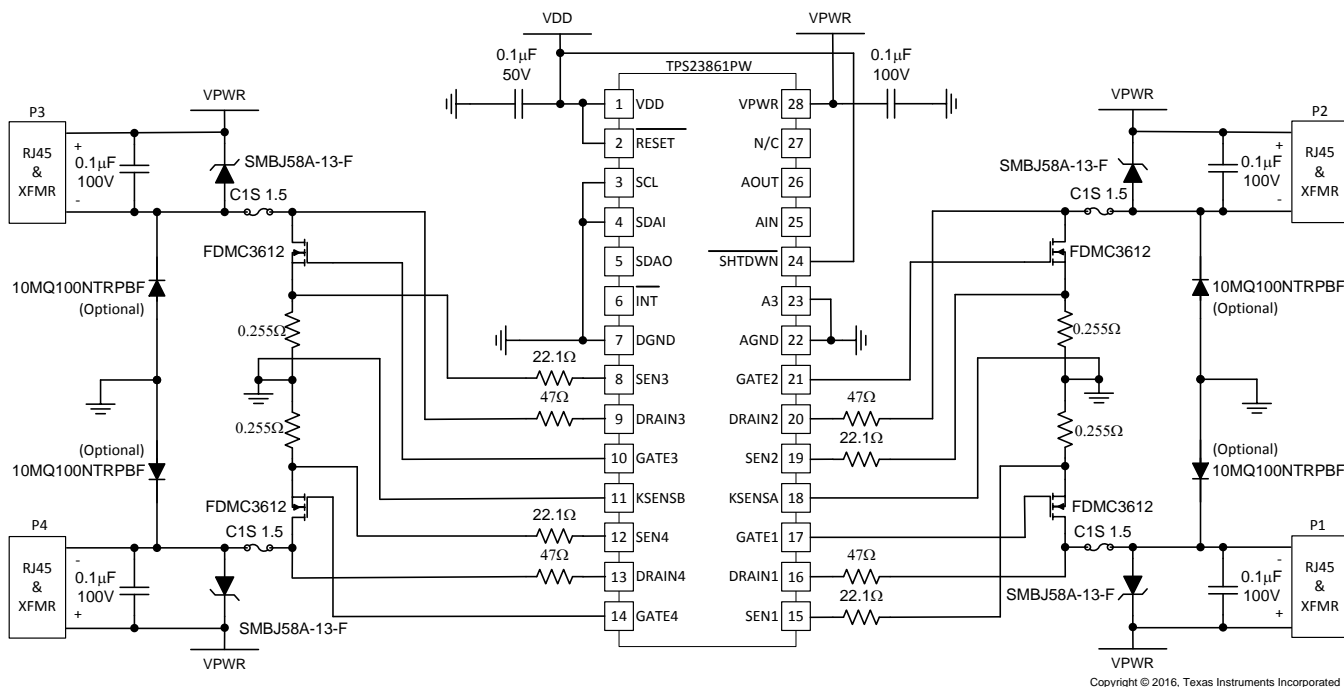 VDD
VPWR
0.1µF
50V
TPS23861PW
0.1µF
100V
VPWR
P3
RJ45
&
XFMR
+
-
0.1µF
100V
SMBJ58A-13-F
C1S 1.5
FDMC3612
10MQ100NTRPBF
(Optional)
0.255Ω
0.255Ω
(Optional)
10MQ100NTRPBF
FDMC3612
C1S 1.5
P4
RJ45
&
XFMR
-
+
0.1µF
100V
SMBJ58A-13-F
VPWR
22.1Ω
47Ω
22.1Ω
47Ω
1 VDD
2 RESET
3 SCL
4 SDAI
5 SDAO
6 INT
7 DGND
8 SEN3
9 DRAIN3
10 GATE3
11 KSENSB
12 SEN4
13 DRAIN4
14 GATE4
VPWR 28
N/C 27
AOUT 26
AIN 25
SHTDWN 24
A3 23
AGND 22
GATE2 21
DRAIN2 20
SEN2 19
KSENSA 18
GATE1 17
DRAIN1 16
SEN1 15
47Ω
22.1Ω
47Ω
22.1Ω
VPWR
P2
RJ45
&
XFMR
+
-
0.1µF
100V
SMBJ58A-13-F
C1S 1.5
FDMC3612
10MQ100NTRPBF
(Optional)
0.255Ω
0.255Ω
(Optional)
10MQ100NTRPBF
FDMC3612
C1S 1.5
P1
RJ45
&
XFMR
-
+
0.1µF
100V
SMBJ58A-13-F
VPWR
Copyright © 2016, Texas Instruments Incorporated